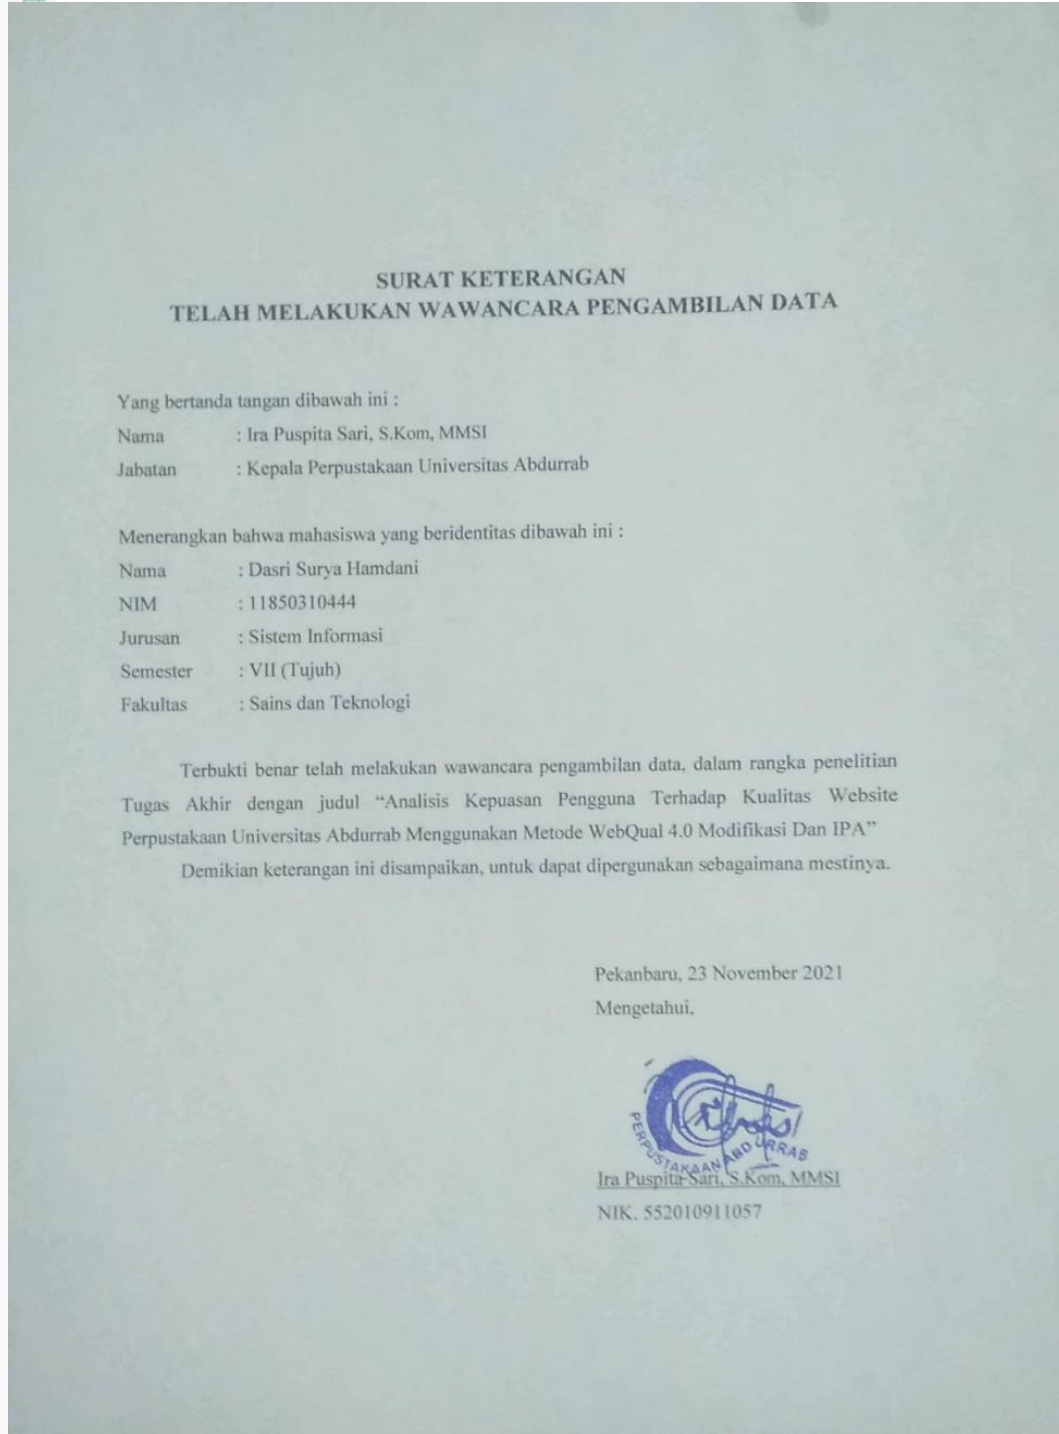 SURAT KETERANGAN
TELAH MELAKUKAN WAWANCARA PENGAMBILAN DATA
Yang bertanda tangan dibawah ini :
Nama : Ira Puspita Sari, S.Kom, MMSI
Jabatan : Kepala Perpustakaan Universitas Abdurrab
Menerangkan bahwa mahasiswa yang beridentitas dibawah ini :
Nama : Dasri Surya Hamdani
NIM : 11850310444
Jurusan : Sistem Informasi
Semester : VII (Tujuh)
Fakultas : Sains dan Teknologi
Terbukti benar telah melakukan wawancara pengambilan data, dalam rangka penelitian
Tugas Akhir dengan judul “Analisis Kepuasan Pengguna Terhadap Kualitas Website
Perpustakaan Universitas Abdurrab Menggunakan Metode WebQual 4.0 Modifikasi Dan IPA”
Demikian keterangan ini disampaikan, untuk dapat dipergunakan sebagaimana mestinya.
Pekanbaru, 23 November 2021
Mengetahui,
PERPUSTAKAAN ABDURRAB
Ira Puspita Sari, S.Kom, MMSI
NIK. 552010911057